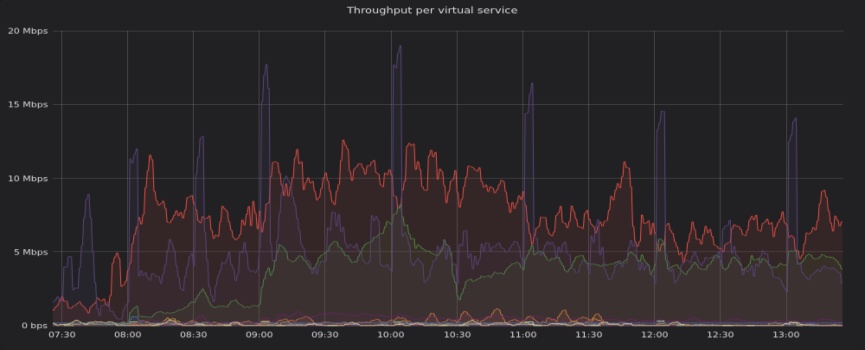 Throughput per virtual service
20 Mbps
15 Mbps
10 Mbps
5 Mbps
0 bps
07:30 08:00 08:30 09:00 09:30 10:00 10:30 11:00 11:30 12:00 12:30 13:00